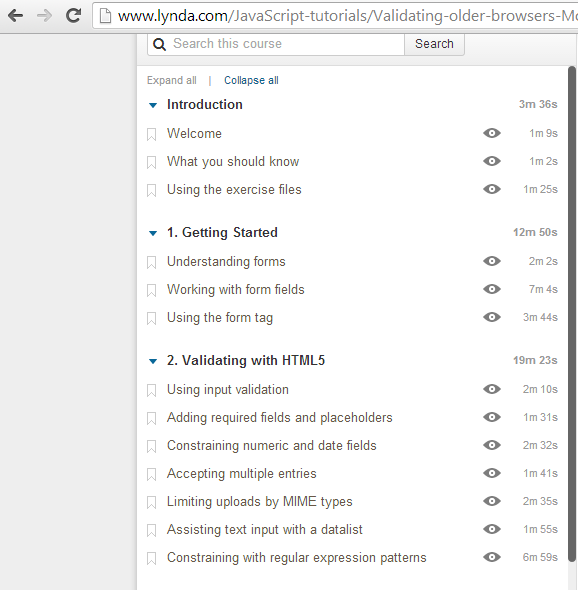 www.lynda.com/JavaScript-tutorials/Validating-older-browsers-Mo
Search this course Search
Expand all | Collapse all
Introduction 3m 36s
Welcome 1m 9s
What you should know 1m 2s
Using the exercise files 1m 25s
1. Getting Started 12m 50s
Understanding forms 2m 2s
Working with form fields 7m 4s
Using the form tag 3m 44s
2. Validating with HTML5 19m 23s
Using input validation 2m 10s
Adding required fields and placeholders 1m 31s
Constraining numeric and date fields 2m 32s
Accepting multiple entries 1m 41s
Limiting uploads by MIME types 2m 35s
Assisting text input with a datalist 1m 55s
Constraining with regular expression patterns 6m 59s